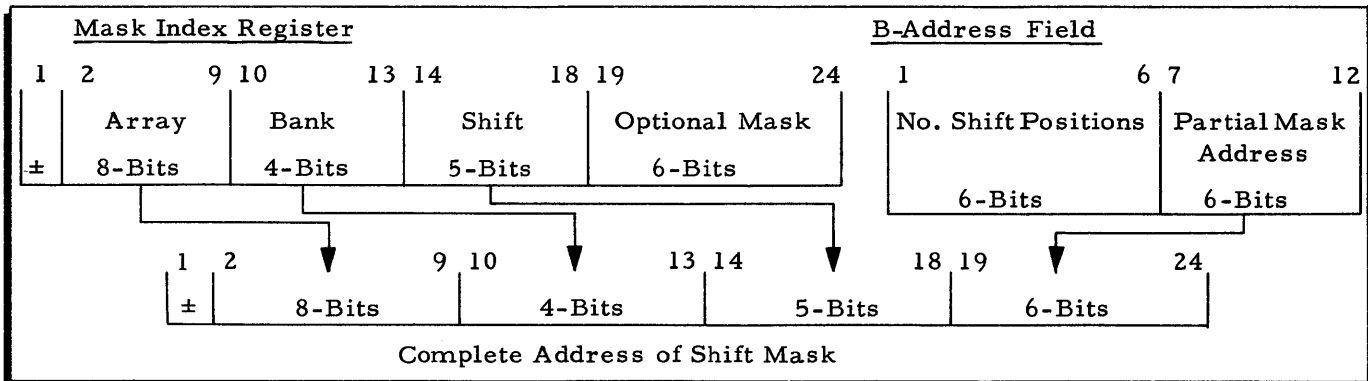 Mask Index Register B-Address Field
1 2 9 10 13 14 18 19 24 1 6 7 12
Array Bank Shift Optional Mask No. Shift Positions Partial Mask
Address
± 8-Bits 4-Bits 5-Bits 6-Bits 6-Bits 6-Bits
1 2 9 10 13 14 18 19 24
± 8-Bits 4-Bits 5-Bits 6-Bits
Complete Address of Shift Mask